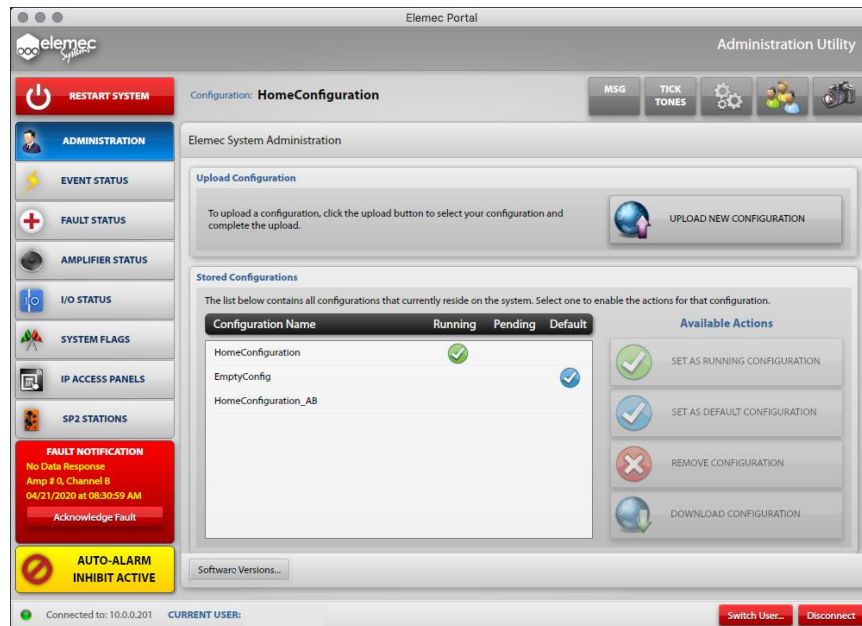 Elemec Portal
elemec
Systems
Administration Utility
RESTART SYSTEM
Configuration: HomeConfiguration
MSG
TICK
TONES
ADMINISTRATION
Elemec System Administration
EVENT STATUS
Upload Configuration
FAULT STATUS
To upload a configuration, click the upload button to select your configuration and
complete the upload.
UPLOAD NEW CONFIGURATION
AMPLIFIER STATUS
Stored Configurations
I/O STATUS
The list below contains all configurations that currently reside on the system. Select one to enable the actions for that configuration.
Configuration Name Running Pending Default
Available Actions
SYSTEM FLAGS
HomeConfiguration
SET AS RUNNING CONFIGURATION
IP ACCESS PANELS
EmptyConfig
HomeConfiguration_AB
SET AS DEFAULT CONFIGURATION
SP2 STATIONS
FAULT NOTIFICATION
No Data Response
Amp # 0, Channel B
04/21/2020 at 08:30:59 AM
Acknowledge Fault
REMOVE CONFIGURATION
DOWNLOAD CONFIGURATION
AUTO-ALARM
INHIBIT ACTIVE
Software Versions...
Connected to: 10.0.0.201 CURRENT USER:
Switch User...
Disconnect